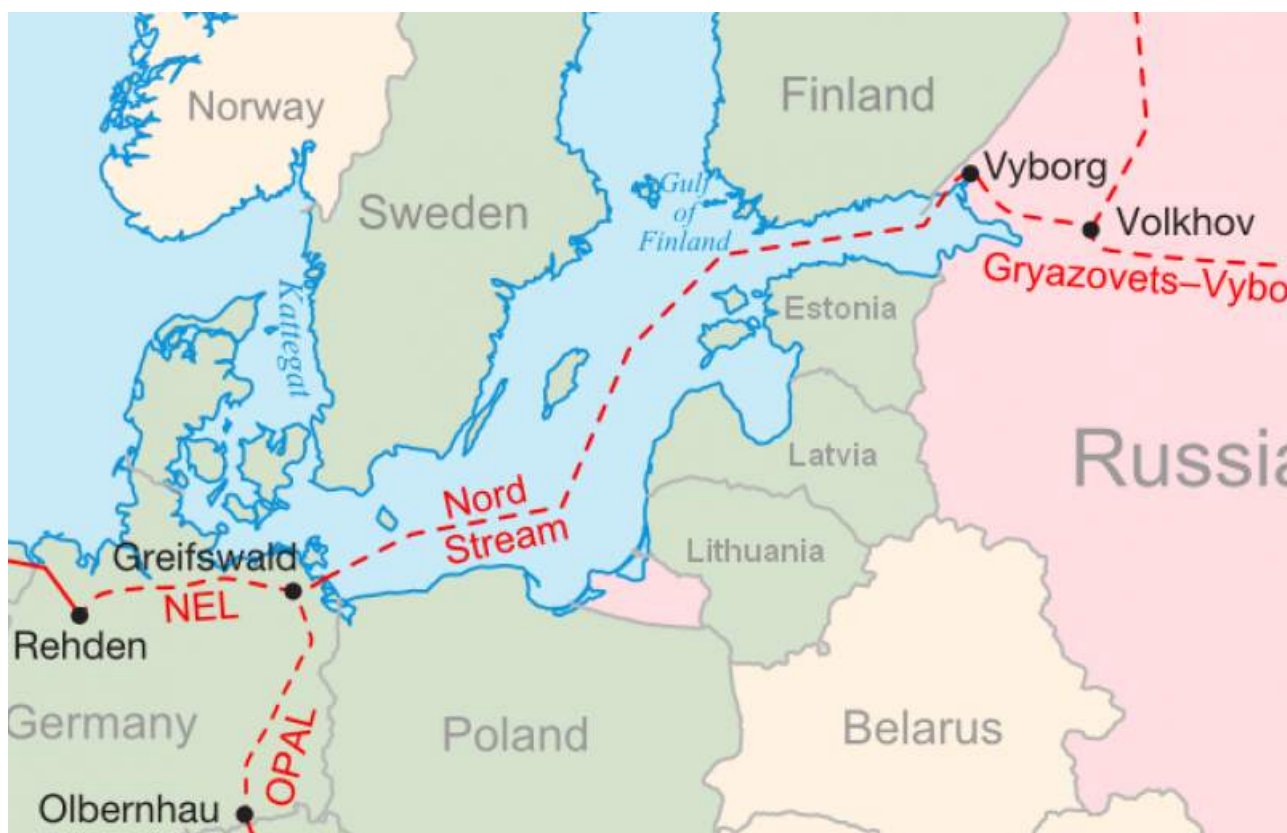 Norway
Finland
Sweden
Gulf
of
Finland
Vyborg
Volkhov
Gryazovets–Vybo
Kattegat
Estonia
Russia
Latvia
Nord
Stream
Lithuania
Greifswald
NEL
Rehden
Germany
Poland
Belarus
OPAL
Olbernhau